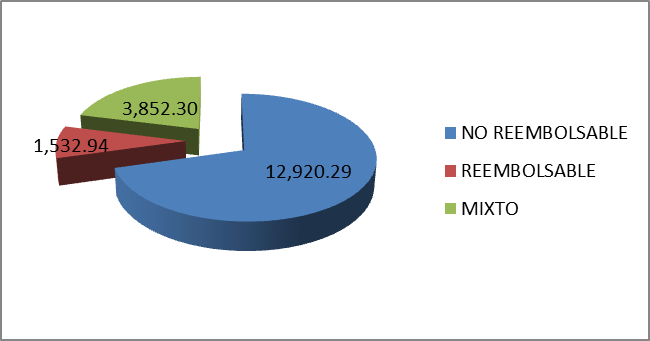 3,852.30
1,532.94
12,920.29
NO REEMBOLSABLE
REEMBOLSABLE
MIXTO